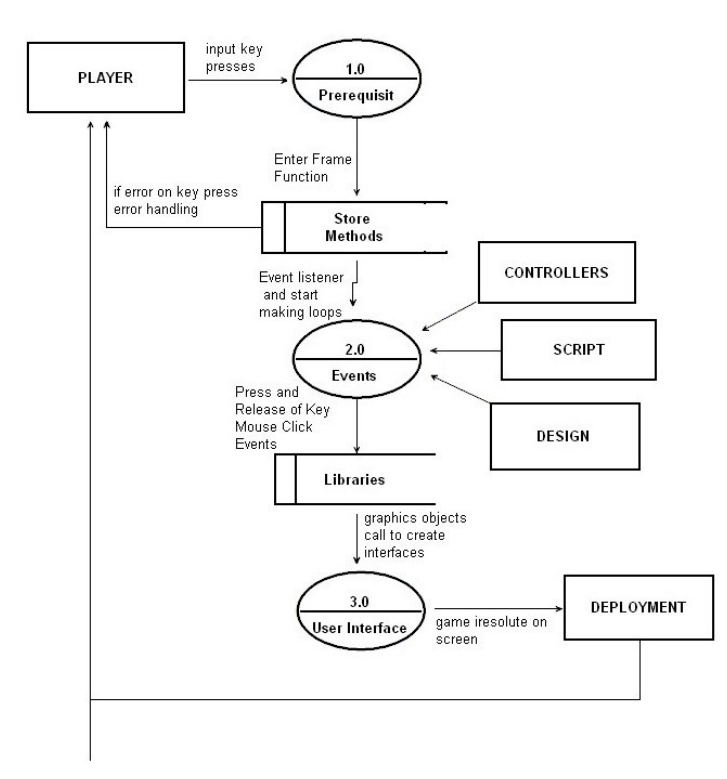 input key
presses
PLAYER
1.0
Prerequisit
Enter Frame
Function
if error on key press
error handling
Store
Methods
Event listener
and start
making loops
CONTROLLERS
2.0
Events
SCRIPT
Press and
Release of Key
Mouse Click
Events
DESIGN
Libraries
graphics objects
call to create
interfaces
3.0
User Interface
game iresolute on
screen
DEPLOYMENT